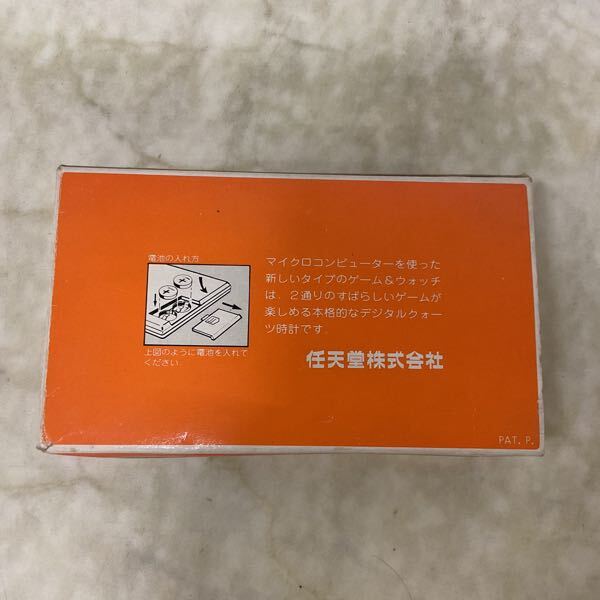 電池の入れ方
上図のように電池を入れて
ください。
マイクロコンピューターを使った
新しいタイプのゲーム&ウォッチ
は、2通りのすばらしいゲームが
楽しめる本格的なデジタルクォー
ツ時計です。
任天堂株式会社
PAT. P.